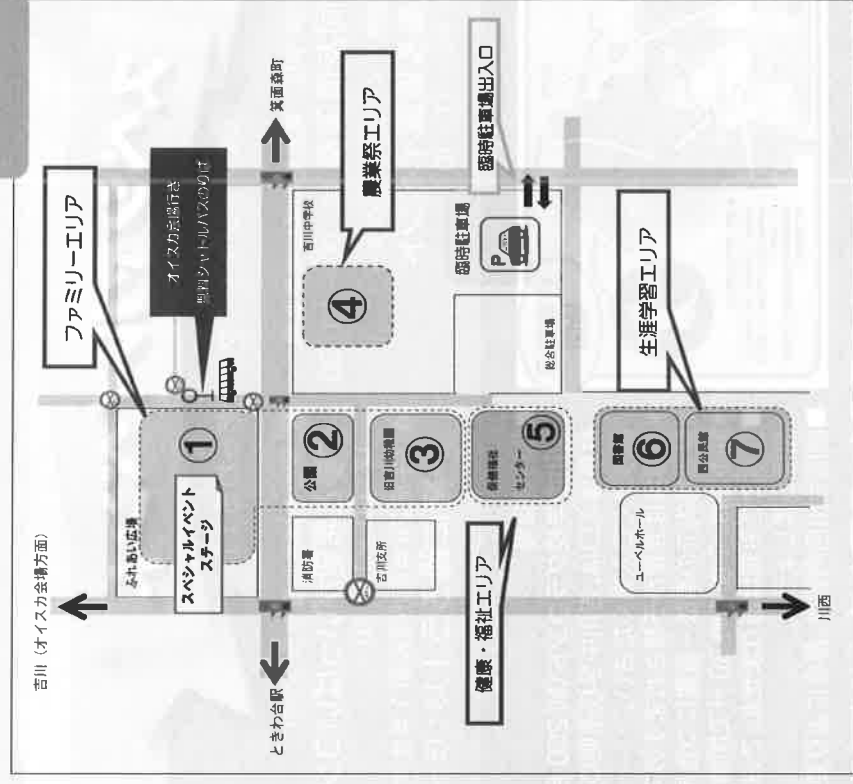 吉川（オイスカ会場方面）
ふれあい広場
ファミリーエリア
①
スペシャルイベント
ステージ
オイスカ会場行き
無料シャトルバスのりば
ときわ台駅
箕面森町
消防署
吉川支所
公園
②
旧吉川幼稚園
③
吉川中学校
④
農業祭エリア
臨時駐車場
P
臨時駐車場出入口
総合駐車場
保健福祉
センター
⑤
健康・福祉エリア
ユーベルホール
図書館
⑥
西公民館
⑦
生涯学習エリア
川西